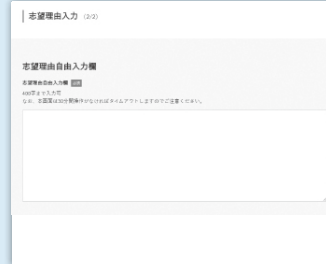 志望理由入力 (2/2)
志望理由自由入力欄
志望理由自由入力欄 必須
400字まで入力可
なお、本画面は30分間操作がなければタイムアウトしますのでご注意ください。